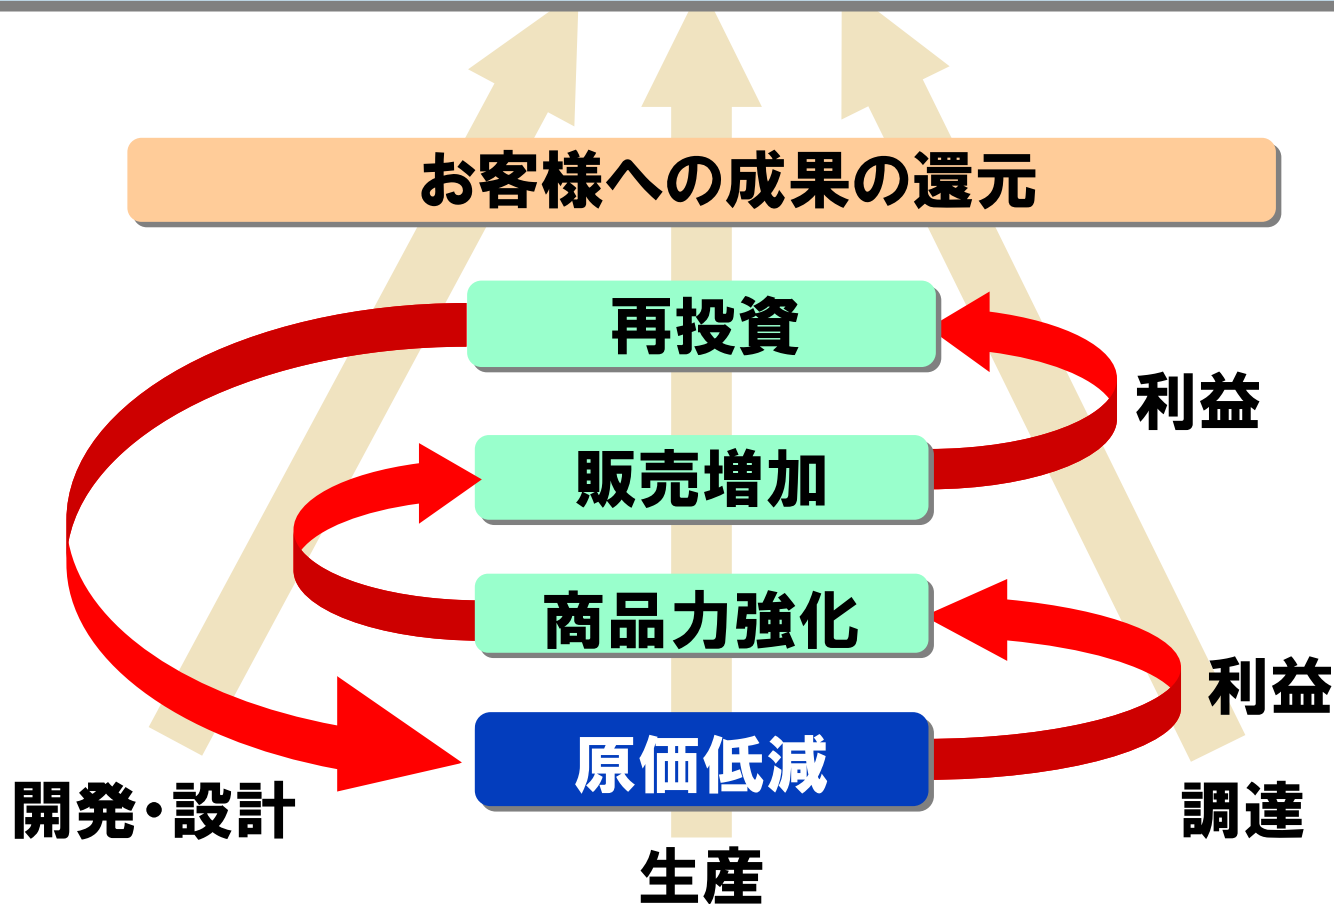 お客様への成果の還元
再投資
利益
販売増加
商品力強化
利益
原価低減
開発・設計
調達
生産